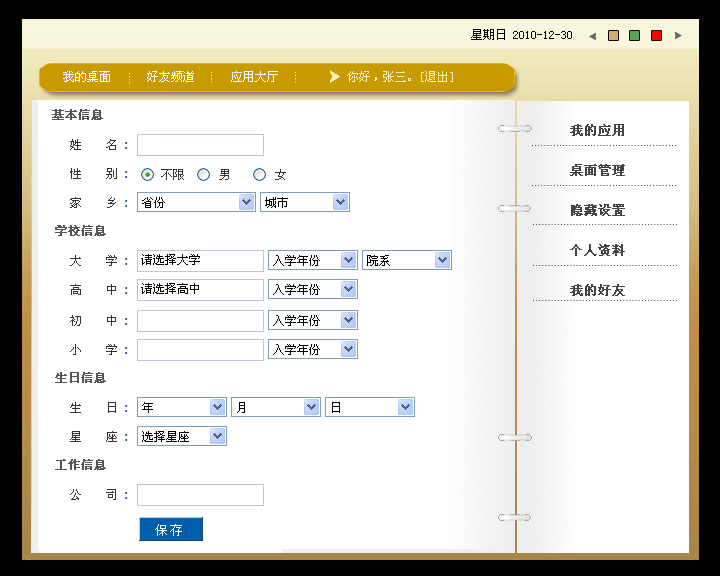 星期日 2010-12-30
我的桌面 好友频道 应用大厅 你好，张三。[退出]
基本信息
姓 名：
性 别： 不限 男 女
家 乡： 省份 城市
学校信息
大 学： 请选择大学 入学年份 院系
高 中： 请选择高中 入学年份
初 中： 入学年份
小 学： 入学年份
生日信息
生 日： 年 月 日
星 座： 选择星座
工作信息
公 司：
保存
我的应用
桌面管理
隐藏设置
个人资料
我的好友